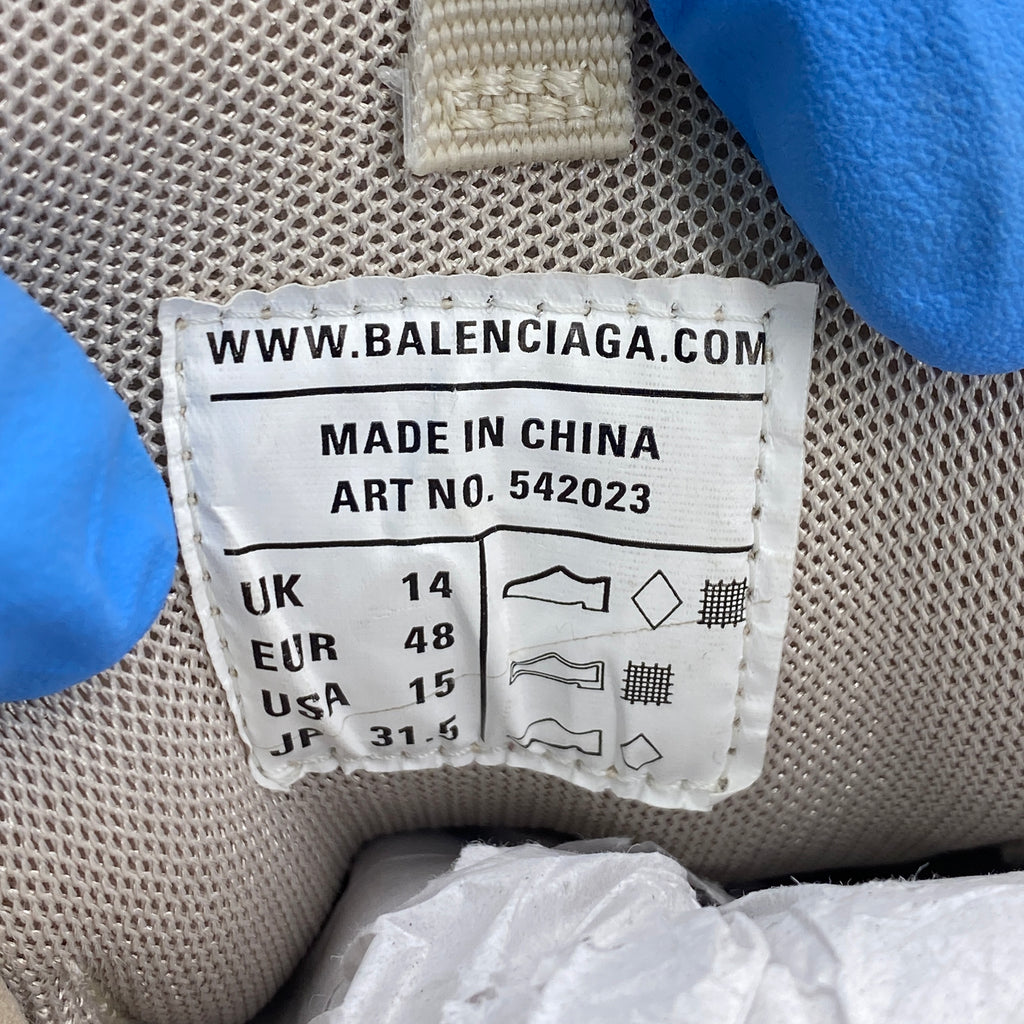 WWW.BALENCIAGA.COM
MADE IN CHINA
ART NO. 542023
UK 14
EUR 48
USA 15
JP 31.5